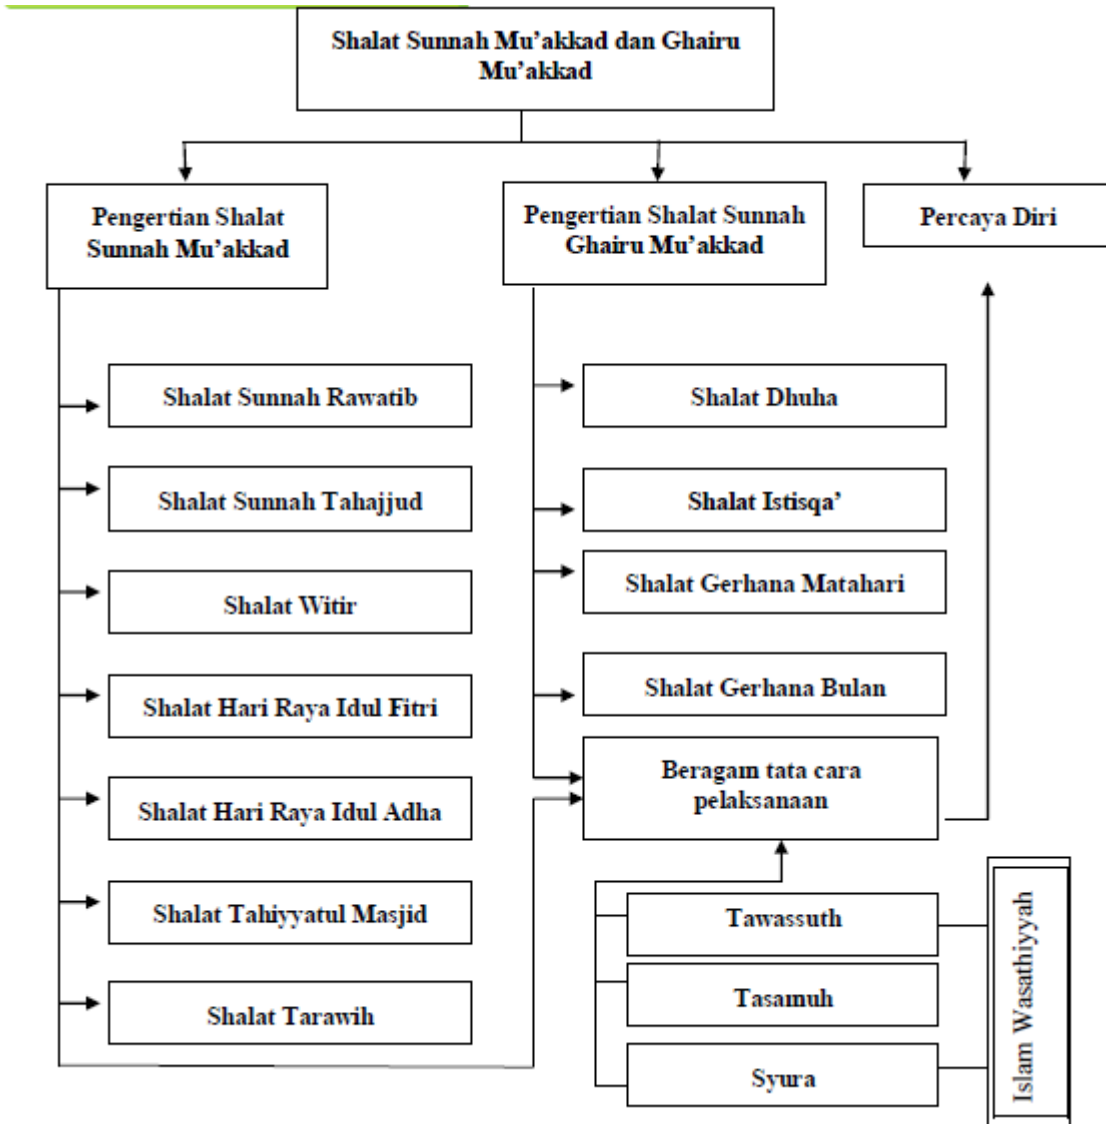 Shalat Sunnah Mu’akkad dan Ghairu
Mu’akkad
Pengertian Shalat
Sunnah Mu’akkad
Pengertian Shalat Sunnah
Ghairu Mu’akkad
Percaya Diri
Shalat Sunnah Rawatib
Shalat Sunnah Tahajjud
Shalat Witir
Shalat Hari Raya Idul Fitri
Shalat Hari Raya Idul Adha
Shalat Tahiyyatul Masjid
Shalat Tarawih
Shalat Dhuha
Shalat Istisqa’
Shalat Gerhana Matahari
Shalat Gerhana Bulan
Beragam tata cara
pelaksanaan
Tawassuth
Tasamuh
Syura
Islam Wasathiyyah